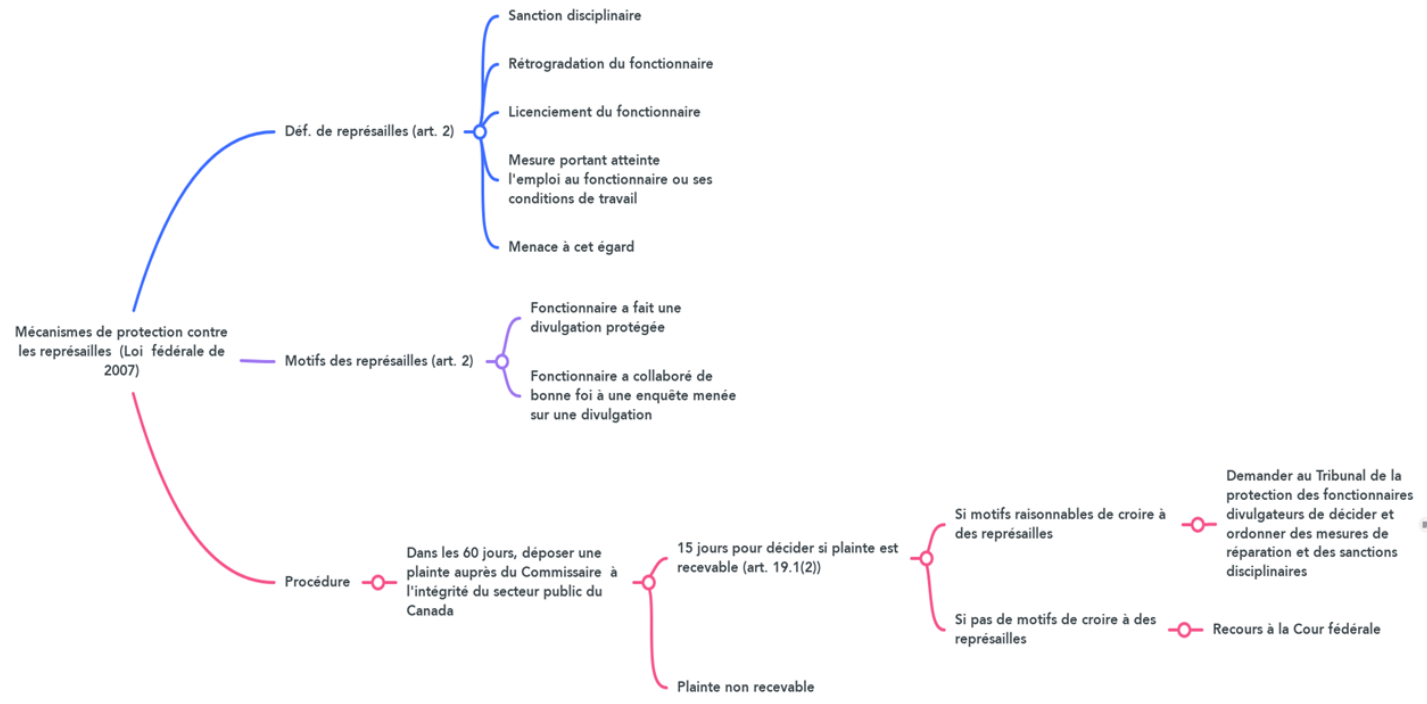 Sanction disciplinaire
Rétrogradation du fonctionnaire
Licenciement du fonctionnaire
Déf. de représailles (art. 2)
Mesure portant atteinte
l'emploi au fonctionnaire ou ses
conditions de travail
Menace à cet égard
Mécanismes de protection contre
les représailles (Loi fédérale de
2007)
Motifs des représailles (art. 2)
Fonctionnaire a fait une
divulgation protégée
Fonctionnaire a collaboré de
bonne foi à une enquête menée
sur une divulgation
Procédure
Dans les 60 jours, déposer une
plainte auprès du Commissaire à
l'intégrité du secteur public du
Canada
15 jours pour décider si plainte est
recevable (art. 19.1(2))
Si motifs raisonnables de croire à
des représailles
Demander au Tribunal de la
protection des fonctionnaires
divulgateurs de décider et
ordonner des mesures de
réparation et des sanctions
disciplinaires
Si pas de motifs de croire à des
représailles
Recours à la Cour fédérale
Plainte non recevable